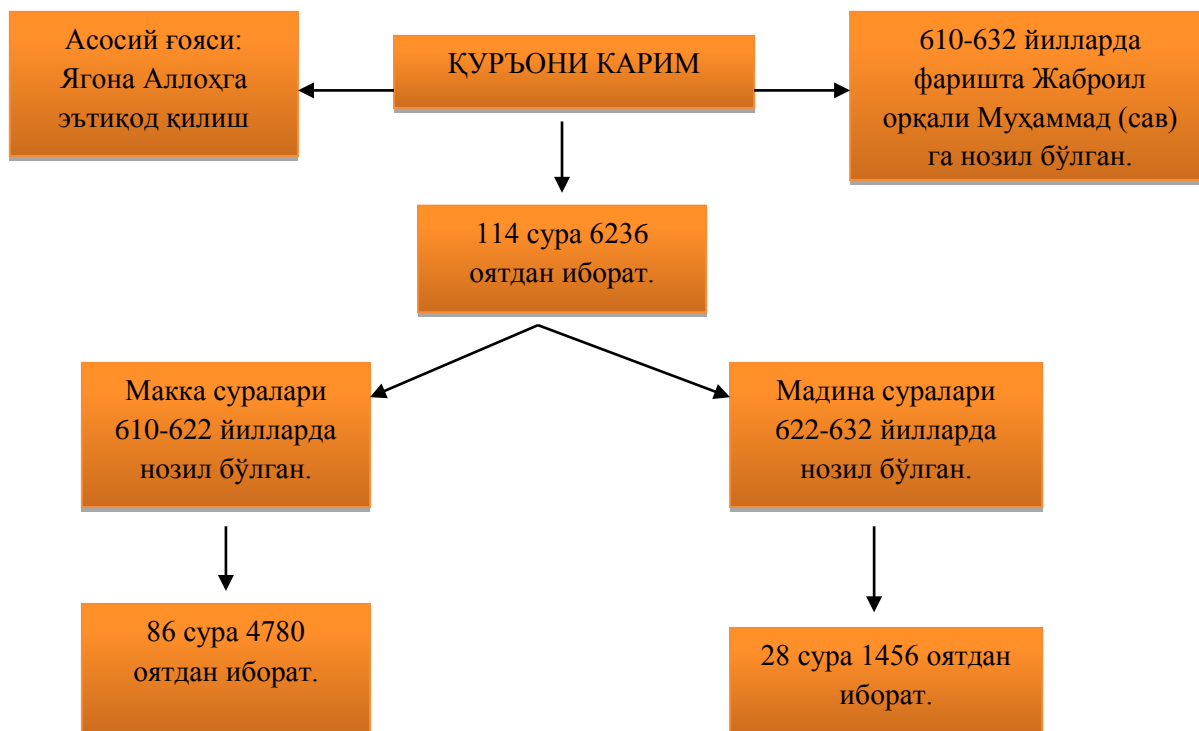 Асосий ғояси:
Ягона Аллоҳга
эътиқод қилиш
ҚУРЪОНИ КАРИМ
610-632 йилларда
фаришта Жаброил
орқали Муҳаммад (сав)
га нозил бўлган.
114 сура 6236
оятдан иборат.
Макка суралари
610-622 йилларда
нозил бўлган.
Мадина суралари
622-632 йилларда
нозил бўлган.
86 сура 4780
оятдан иборат.
28 сура 1456 оятдан
иборат.